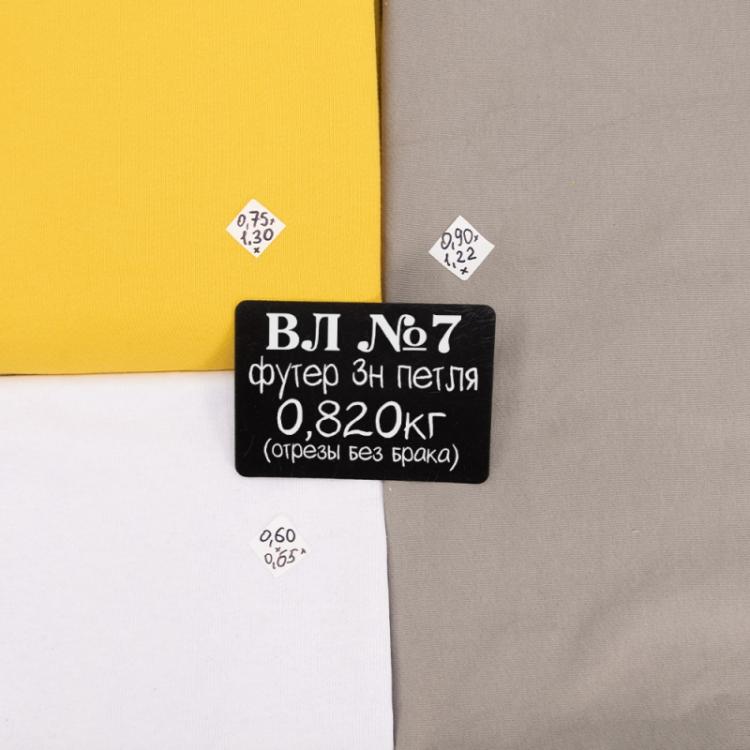 0,75×
1.30
×
0,90×
1,22
×
ВЛ №7
футер 3н петля
0,820кг
(отрезы без брака)
0,60
×
0,65×